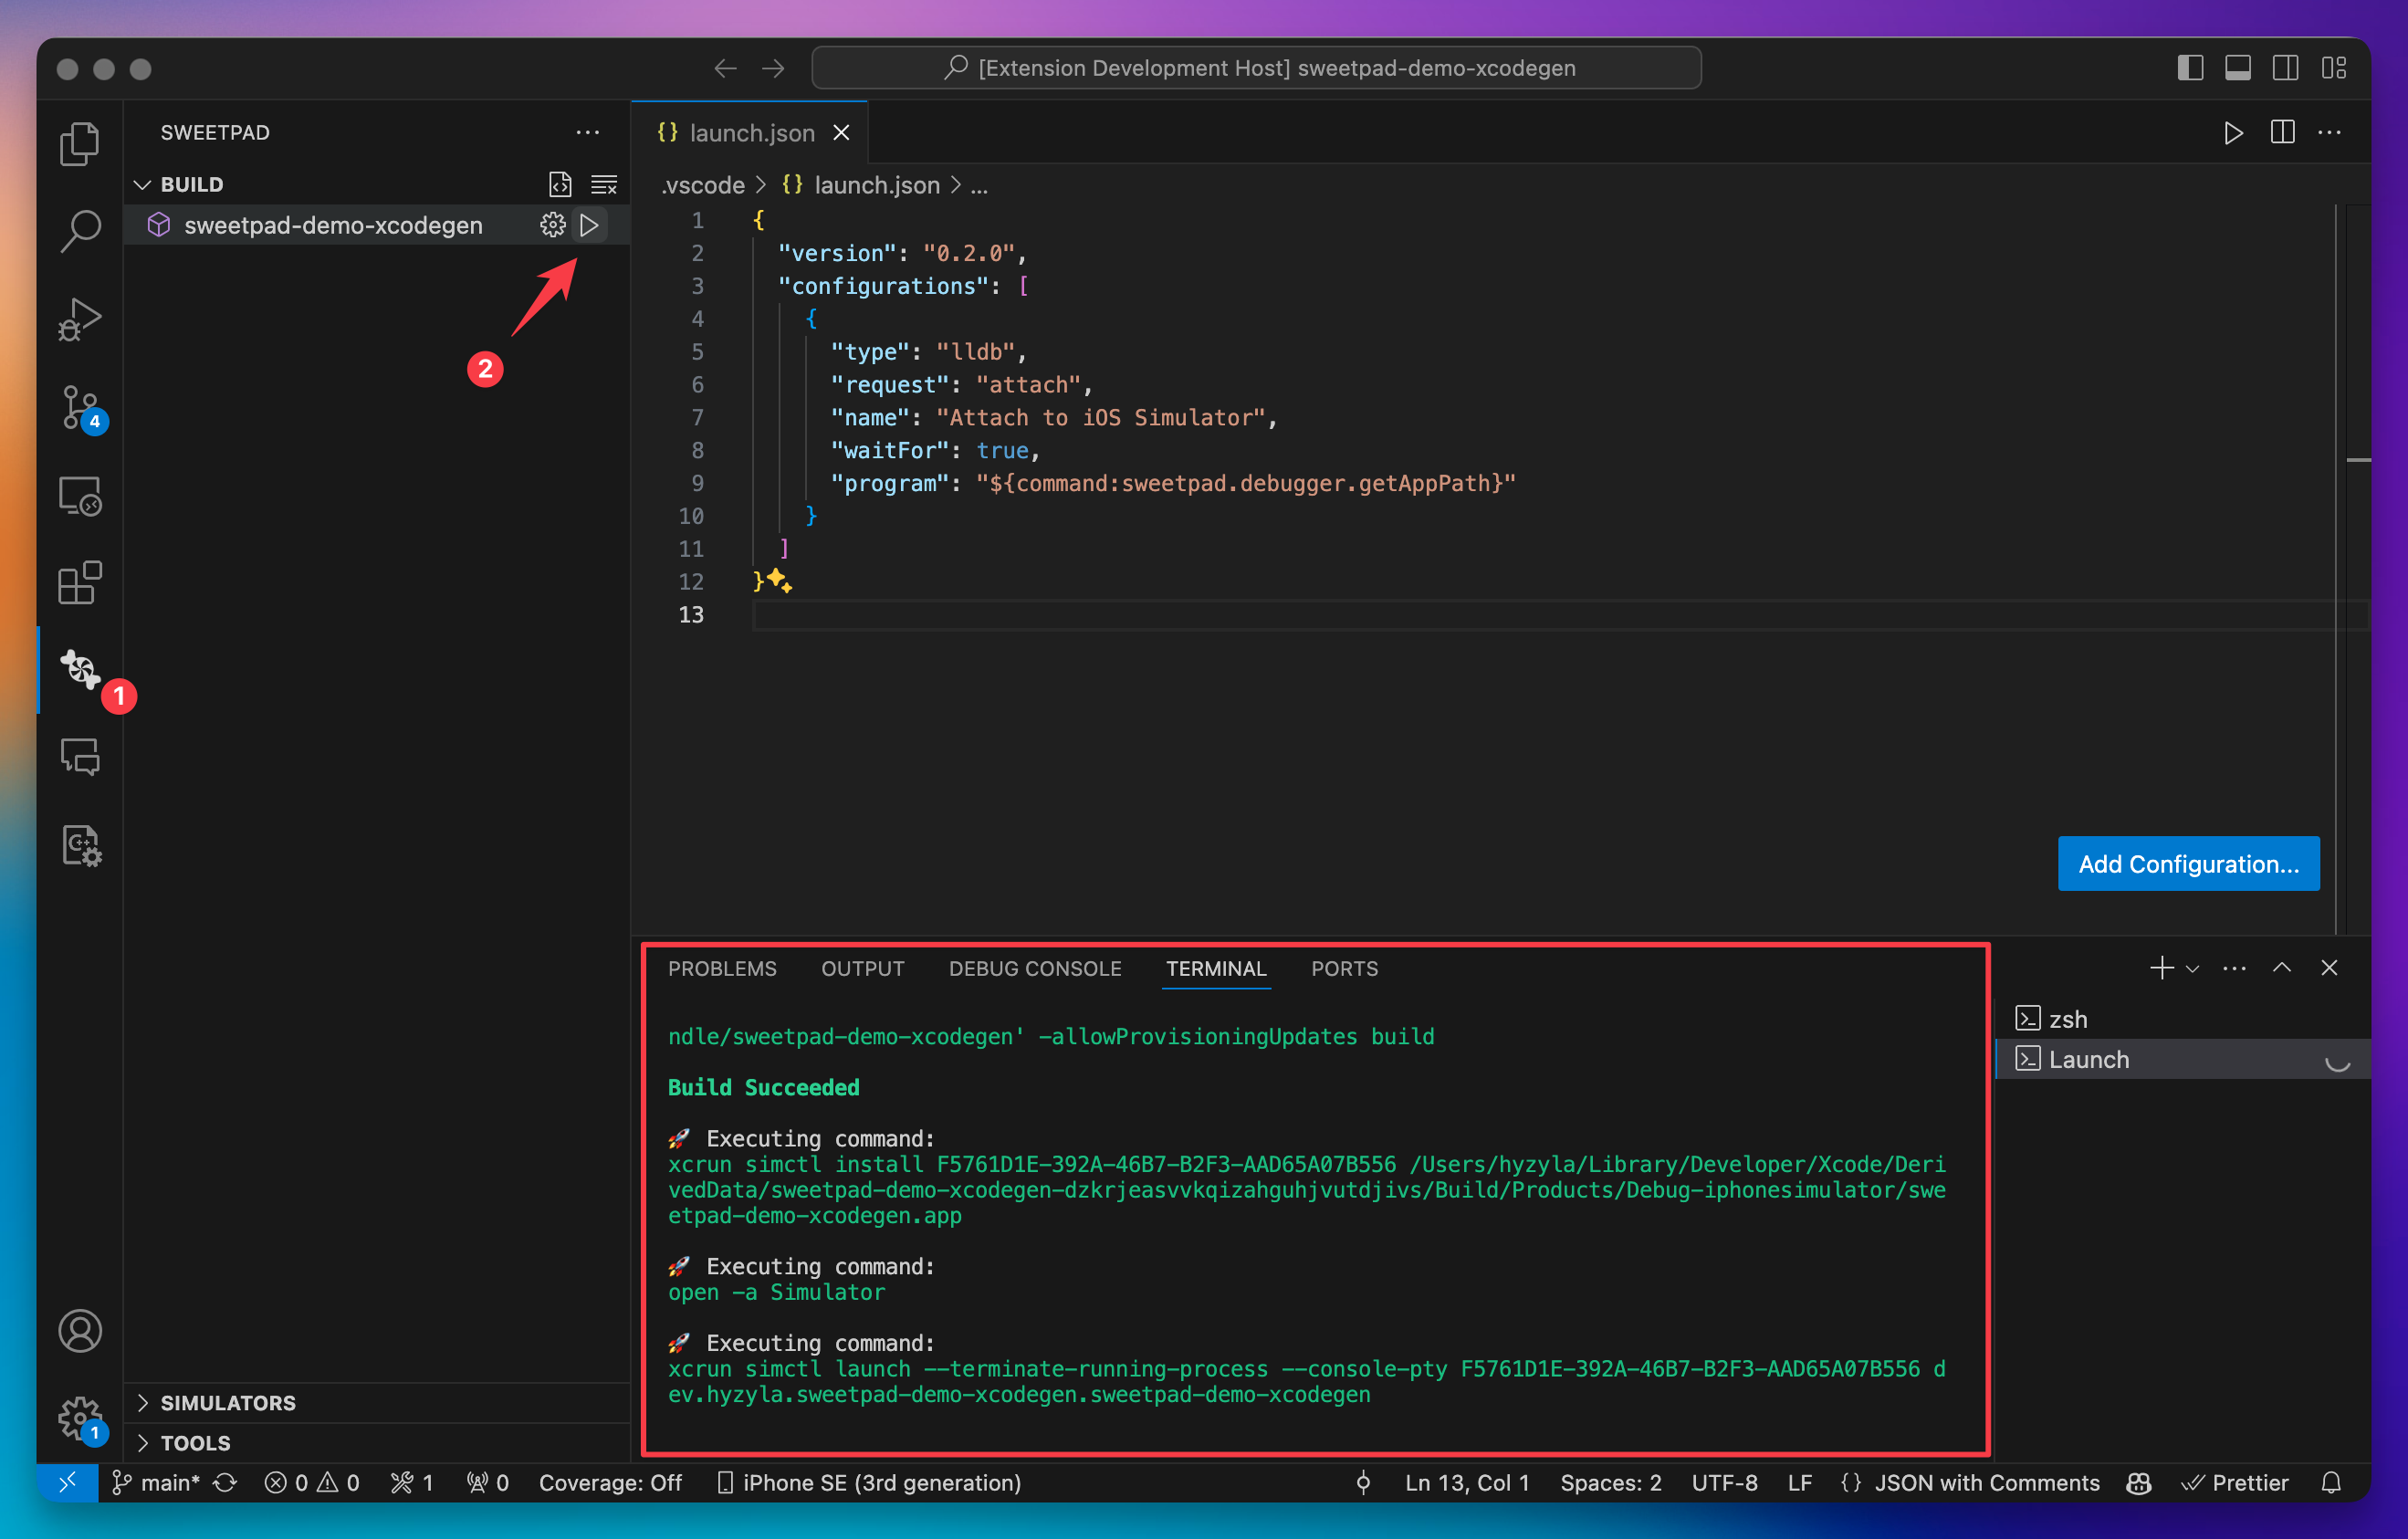 [Extension Development Host] sweetpad-demo-xcodegen
SWEETPAD
BUILD
sweetpad-demo-xcodegen
2
4
1
C++
SIMULATORS
TOOLS
1
launch.json
.vscode > {} launch.json > ...
1 {
2 "version": "0.2.0",
3 "configurations": [
4 {
5 "type": "lldb",
6 "request": "attach",
7 "name": "Attach to iOS Simulator",
8 "waitFor": true,
9 "program": "${command:sweetpad.debugger.getAppPath}"
10 }
11 ]
12 }
13
Add Configuration...
PROBLEMS OUTPUT DEBUG CONSOLE TERMINAL PORTS
ndle/sweetpad-demo-xcodegen' -allowProvisioningUpdates build
Build Succeeded
🚀 Executing command:
xcrun simctl install F5761D1E-392A-46B7-B2F3-AAD65A07B556 /Users/hyzyla/Library/Developer/Xcode/Deri
vedData/sweetpad-demo-xcodegen-dzkrjeasvvkqizahguhjvutdjivs/Build/Products/Debug-iphonesimulator/swe
etpad-demo-xcodegen.app
🚀 Executing command:
open -a Simulator
🚀 Executing command:
xcrun simctl launch --terminate-running-process --console-pty F5761D1E-392A-46B7-B2F3-AAD65A07B556 d
ev.hyzyla.sweetpad-demo-xcodegen.sweetpad-demo-xcodegen
zsh
Launch
main* 0 0 1 0 Coverage: Off iPhone SE (3rd generation) Ln 13, Col 1 Spaces: 2 UTF-8 LF {} JSON with Comments Prettier